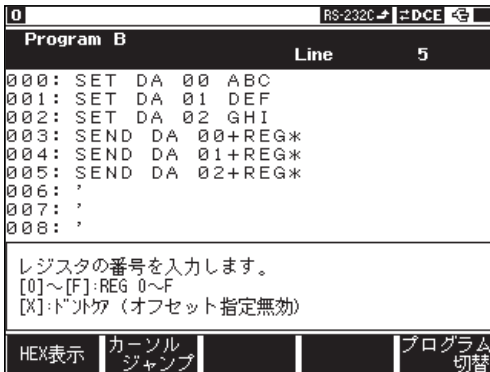 0 RS-232C DCE
Program B
Line 5
000: SET DA 00 ABC
001: SET DA 01 DEF
002: SET DA 02 GHI
003: SEND DA 00+REG*
004: SEND DA 01+REG*
005: SEND DA 02+REG*
006: '
007: '
008: '
レジスタの番号を入力します。
[0]～[F]:REG 0～F
[X]:ﾄﾞﾝﾄｹｱ (オフセット指定無効)
HEX表示 カーソル ジャンプ プログラム 切替